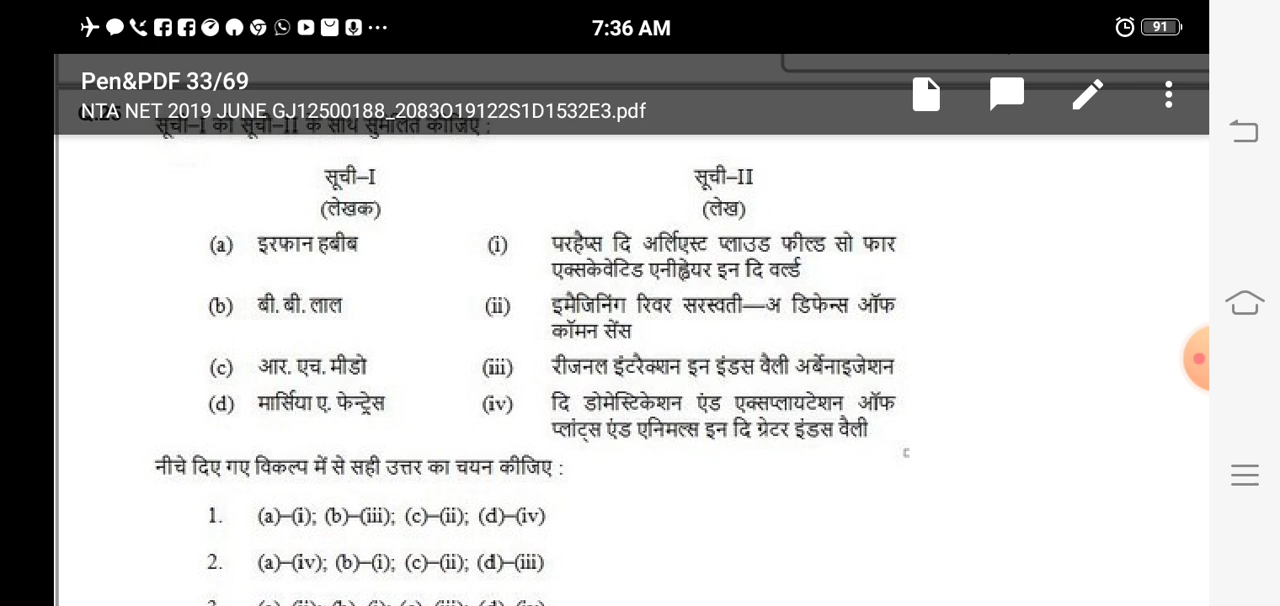 7:36 AM
91
Pen&PDF 33/69
NTA NET 2019 JUNE GJ12500188_2083O19122S1D1532E3.pdf
सूची–I को सूची–II के साथ सुमेलित कीजिए :
सूची–I सूची–II
(लेखक) (लेख)
(a) इरफान हबीब (i) परहैप्स दि अर्लिएस्ट प्लाउड फील्ड सो फार
एक्सकेवेटिड एनीह्वेयर इन दि वर्ल्ड
(b) बी. बी. लाल (ii) इमैजिनिंग रिवर सरस्वती—अ डिफेन्स ऑफ
कॉमन सेंस
(c) आर. एच. मीडो (iii) रीजनल इंटरैक्शन इन इंडस वैली अर्बेनाइजेशन
(d) मार्सिया ए. फेन्ट्रेस (iv) दि डोमेस्टिकेशन एंड एक्सप्लायटेशन ऑफ
प्लांट्स एंड एनिमल्स इन दि ग्रेटर इंडस वैली
नीचे दिए गए विकल्प में से सही उत्तर का चयन कीजिए :
1. (a)–(i); (b)–(iii); (c)–(ii); (d)–(iv)
2. (a)–(iv); (b)–(i); (c)–(ii); (d)–(iii)